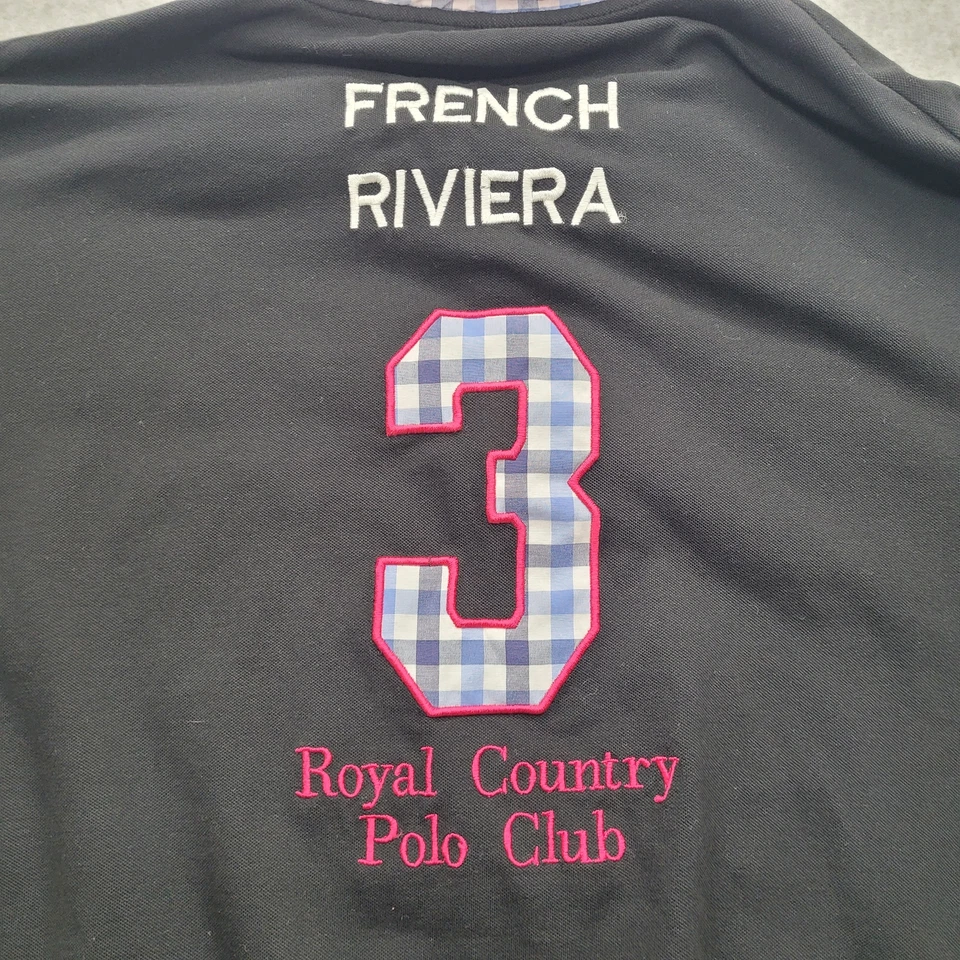 FRENCH
RIVIERA
3
Royal Country
Polo Club